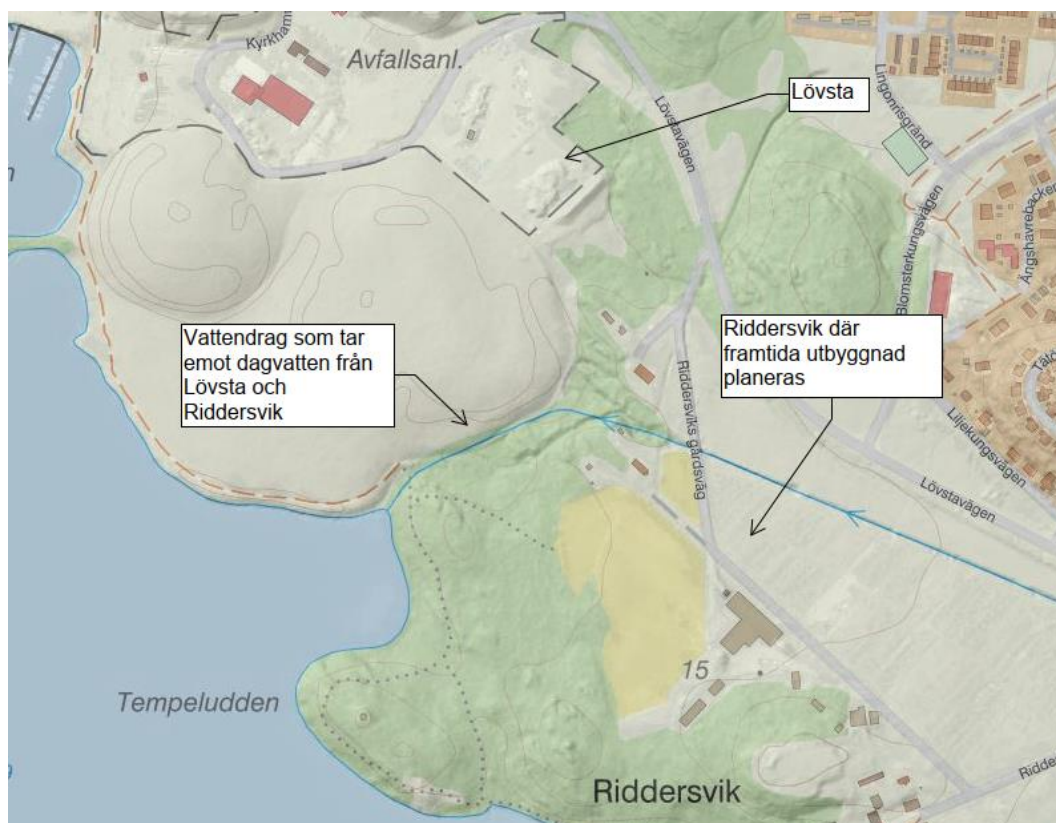 Kyrkham
Avfallsanl.
Lövsta
Lövstavägen
Lingonrisgränd
Blomsterkungsvägen
Ängshavrebacken
Vattendrag som tar
emot dagvatten från
Lövsta och
Riddersvik
Riddersvik där
framtida utbyggnad
planeras
Riddersviks gårdsväg
Liljekungsvägen
Lövstavägen
15
Tempeludden
Riddersvik